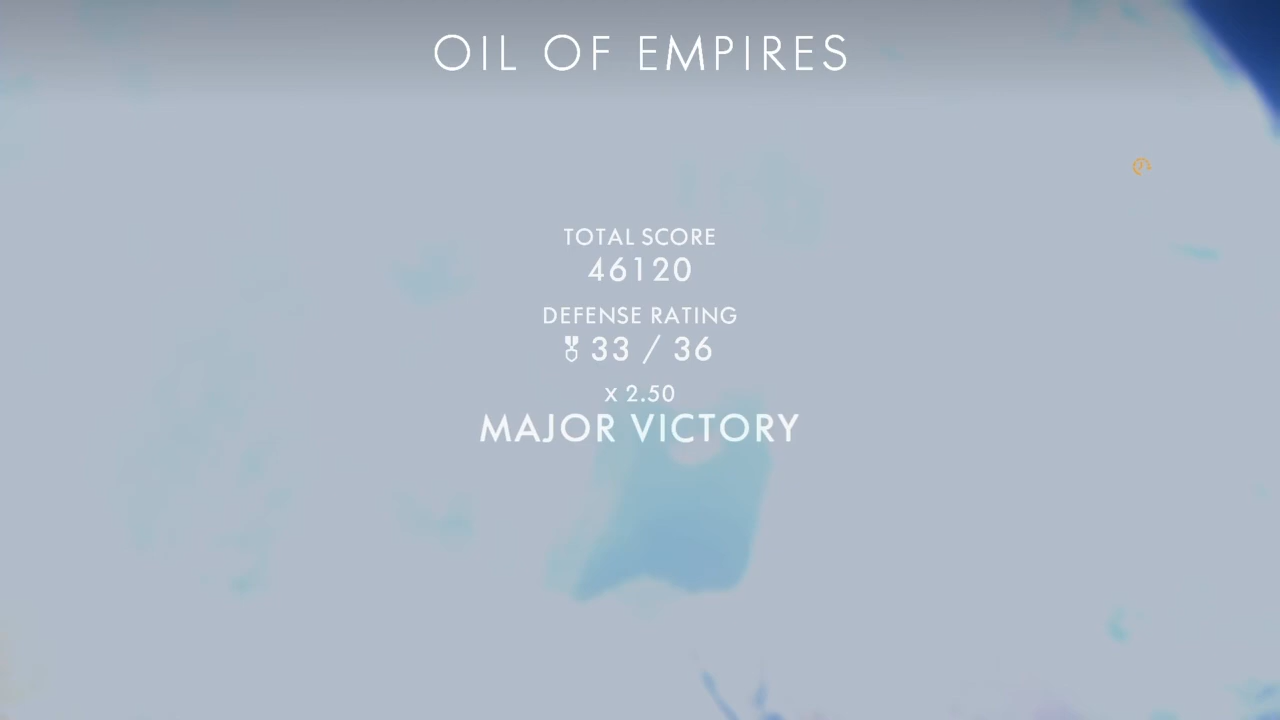 OIL OF EMPIRES
TOTAL SCORE
46120
DEFENSE RATING
33 / 36
x 2.50
MAJOR VICTORY